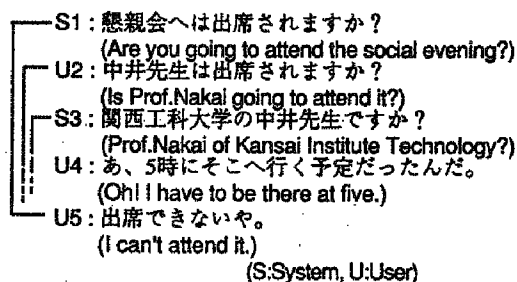 S1 : 懇親会へは出席されますか？
(Are you going to attend the social evening?)
U2 : 中井先生は出席されますか？
(Is Prof.Nakai going to attend it?)
S3 : 関西工科大学の中井先生ですか？
(Prof.Nakai of Kansai Institute Technology?)
U4 : あ、5時にそこへ行く予定だったんだ。
(Oh! I have to be there at five.)
U5 : 出席できないや。
(I can't attend it.)
(S:System, U:User)